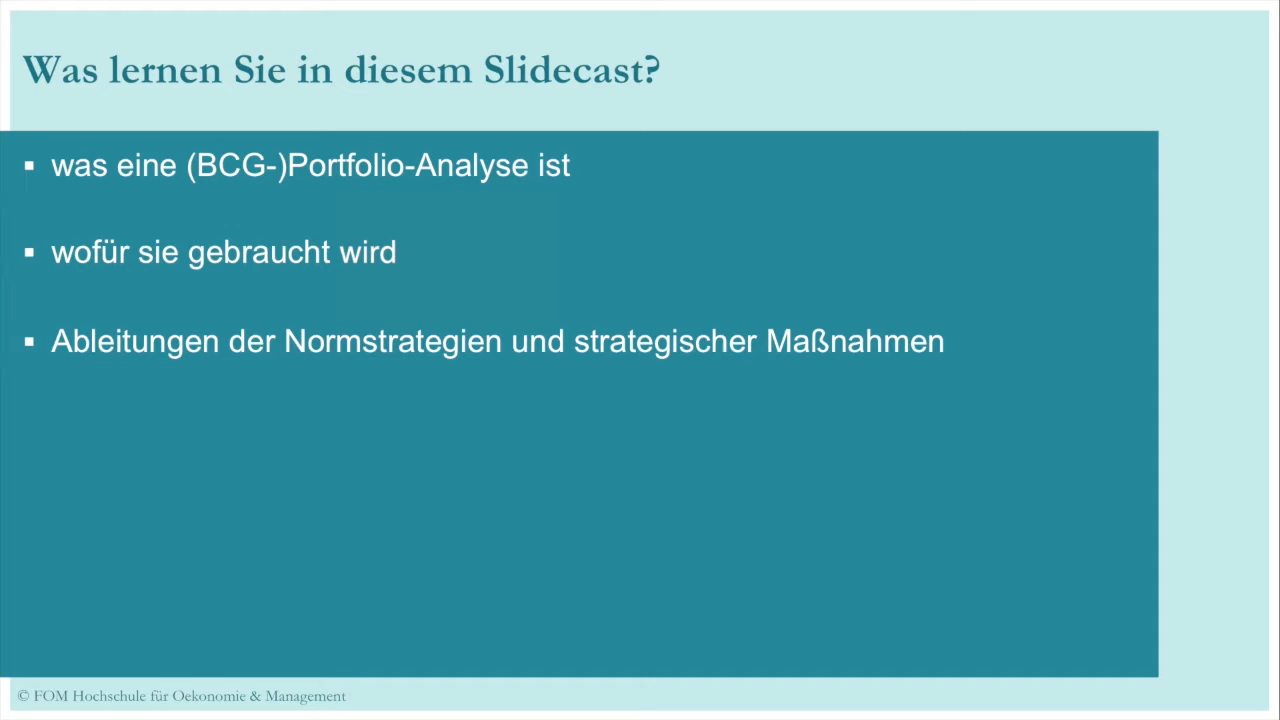 Was lernen Sie in diesem Slidecast?
▪ was eine (BCG-)Portfolio-Analyse ist
▪ wofür sie gebraucht wird
▪ Ableitungen der Normstrategien und strategischer Maßnahmen
© FOM Hochschule für Oekonomie & Management